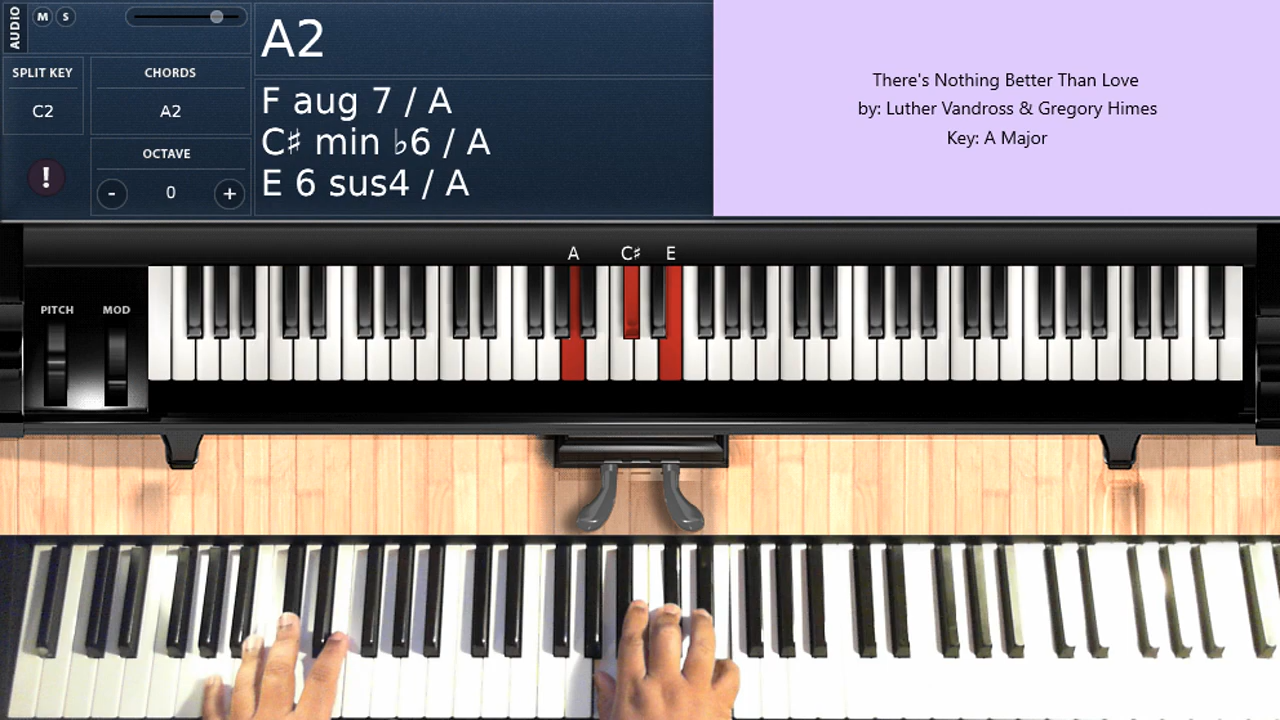 AUDIO
M S
SPLIT KEY
C2
!
CHORDS
A2
OCTAVE
- 0 +
A2
F aug 7 / A
C♯ min ♭6 / A
E 6 sus4 / A
There's Nothing Better Than Love
by: Luther Vandross & Gregory Himes
Key: A Major
A C♯ E
PITCH MOD